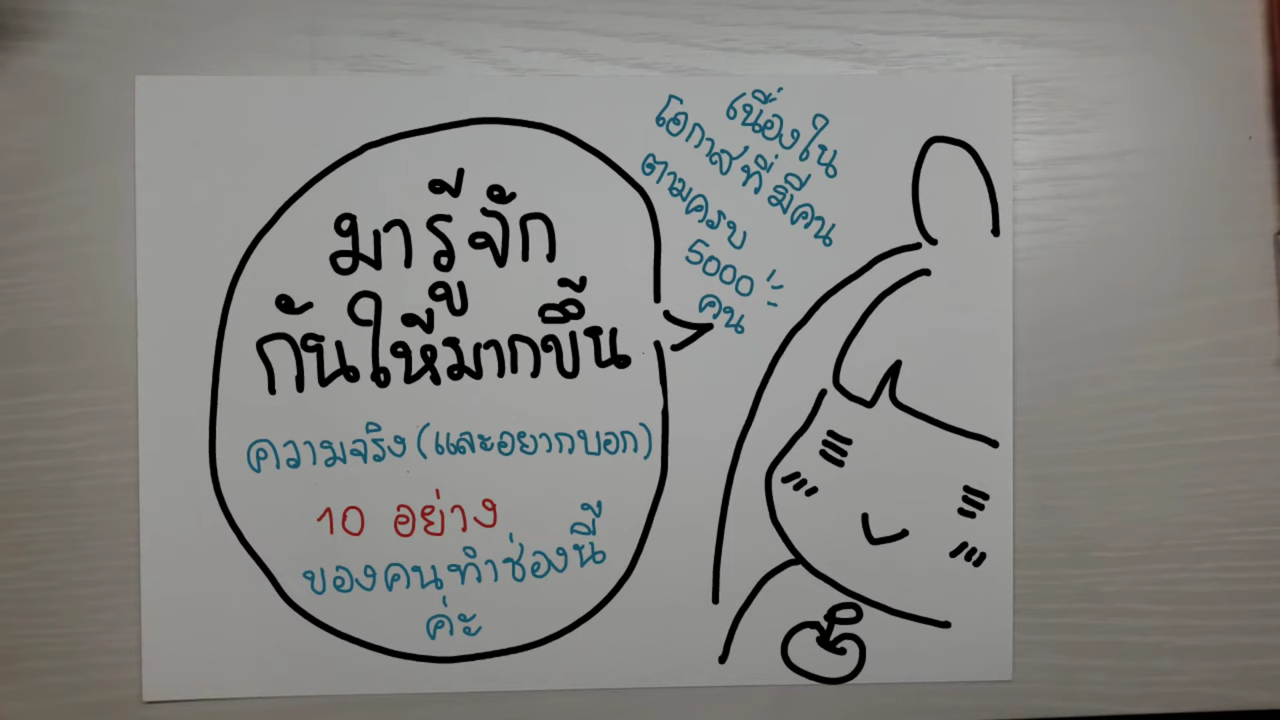 มารู้จัก
กันให้มากขึ้น
ความจริง (และอยากบอก)
10 อย่าง
ของคนทำช่องนี้
ค่ะ
เนื่องใน
โอกาสที่มีคน
ตามครบ
5000
คน